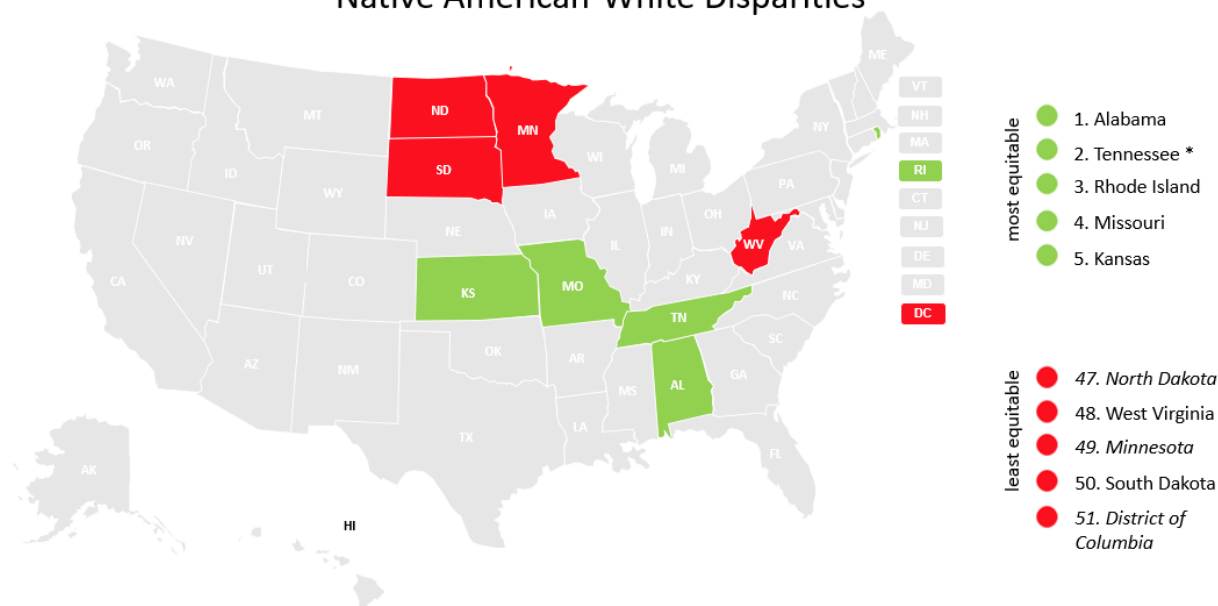 Native American-White Disparities
ME
WA
VT
MT
ND
NH
MN
NY
OR
MA
WI
ID
SD
MI
RI
WY
PA
CT
IA
OH
NJ
NE
IL
IN
NV
WV
VA
DE
UT
CO
CA
KY
MD
KS
MO
NC
DC
TN
SC
OK
AR
AZ
NM
GA
AL
MS
LA
TX
FL
AK
HI
most equitable
1. Alabama
2. Tennessee *
3. Rhode Island
4. Missouri
5. Kansas
least equitable
47. North Dakota
48. West Virginia
49. Minnesota
50. South Dakota
51. District of
Columbia